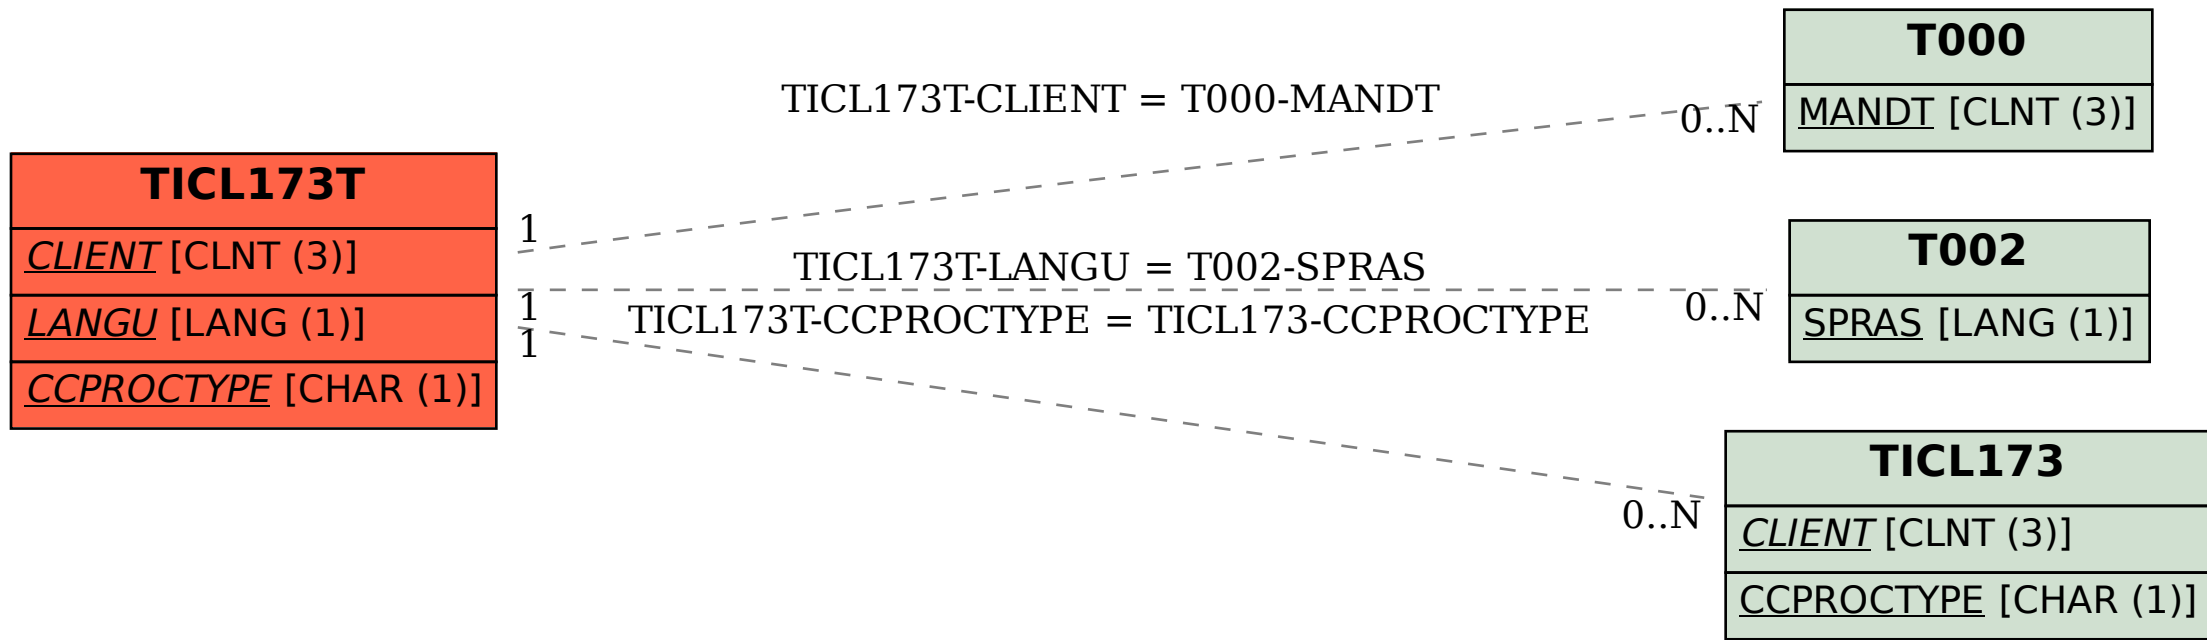 TICL173T
CLIENT [CLNT (3)]
LANGU [LANG (1)]
CCPROCTYPE [CHAR (1)]
TICL173T-CLIENT = T000-MANDT
1
0..N
TICL173T-LANGU = T002-SPRAS
1
0..N
TICL173T-CCPROCTYPE = TICL173-CCPROCTYPE
1
0..N
T000
MANDT [CLNT (3)]
T002
SPRAS [LANG (1)]
TICL173
CLIENT [CLNT (3)]
CCPROCTYPE [CHAR (1)]